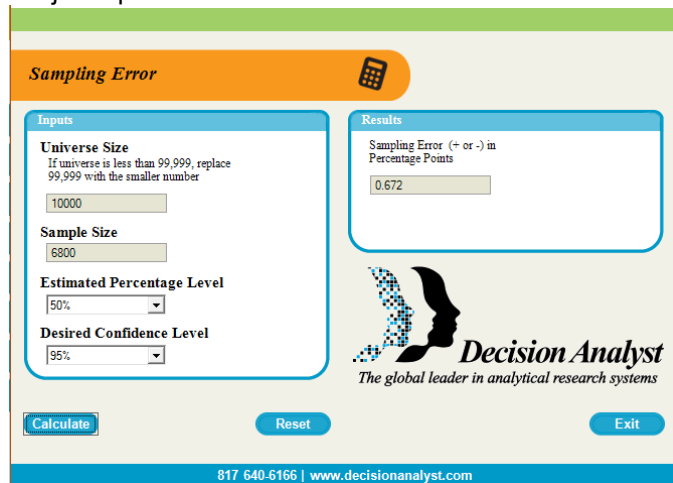 Sampling Error
Inputs
Universe Size
If universe is less than 99,999, replace
99,999 with the smaller number
10000
Sample Size
6800
Estimated Percentage Level
50%
Desired Confidence Level
95%
Results
Sampling Error (+ or -) in
Percentage Points
0.672
Decision Analyst
The global leader in analytical research systems
Calculate
Reset
Exit
817 640-6166 | www.decisionanalyst.com